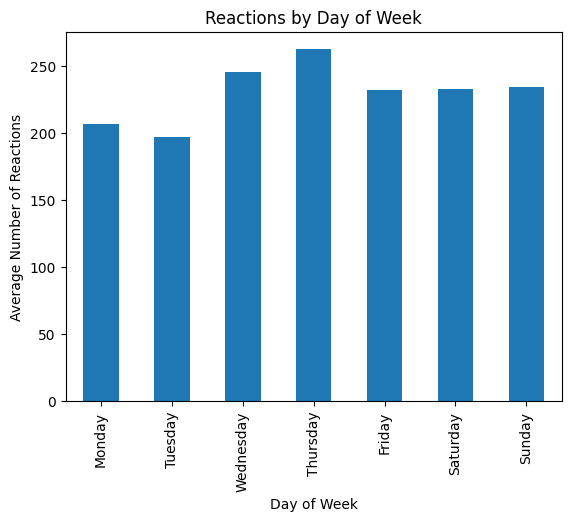 Reactions by Day of Week
Average Number of Reactions
250
200
150
100
50
0
Monday
Tuesday
Wednesday
Thursday
Friday
Saturday
Sunday
Day of Week